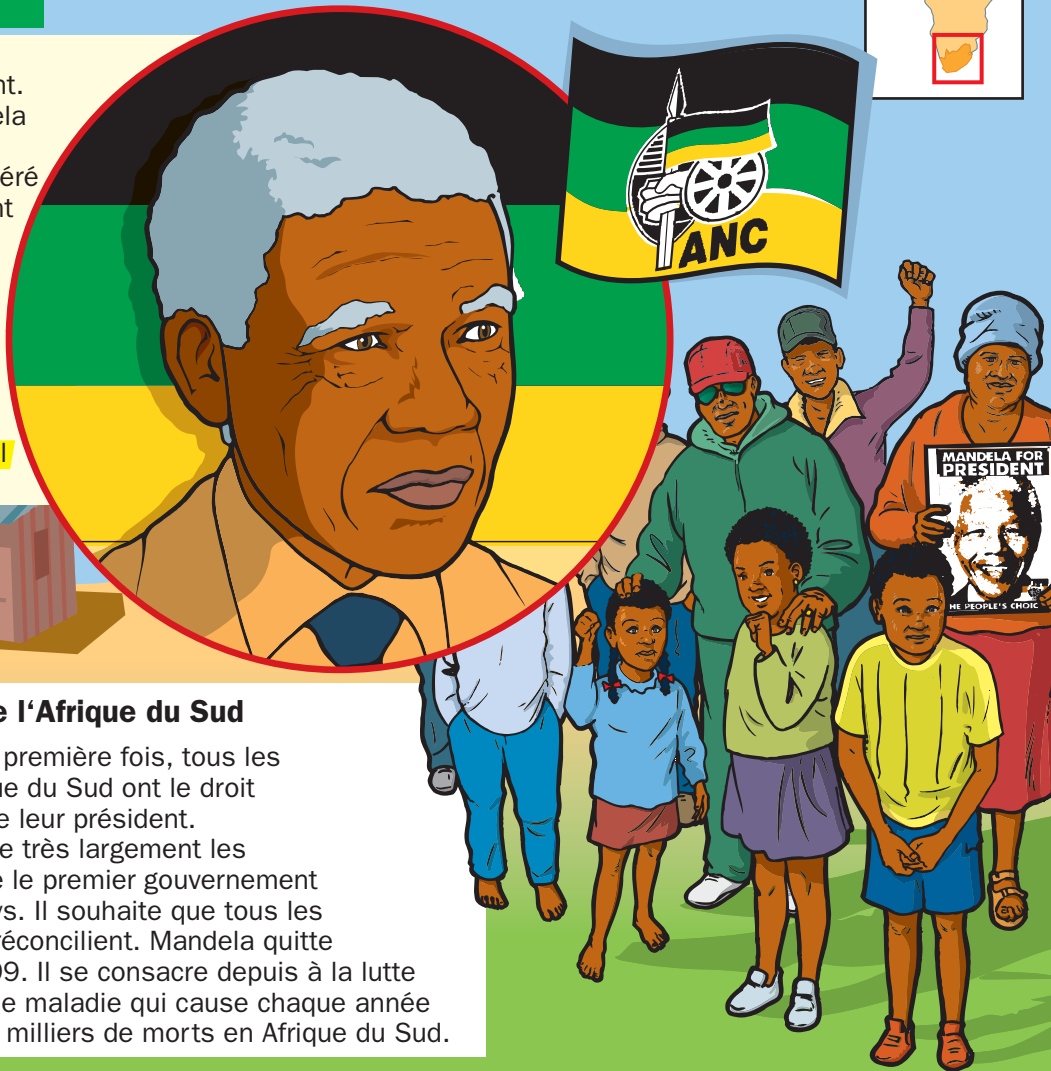 nt.
ela
éré
nt
l
ANC
MANDELA FOR
PRESIDENT
HE PEOPLE'S CHOIC
e l‘Afrique du Sud
première fois, tous les
ue du Sud ont le droit
e leur président.
e très largement les
e le premier gouvernement
ys. Il souhaite que tous les
réconcilient. Mandela quitte
99. Il se consacre depuis à la lutte
e maladie qui cause chaque année
milliers de morts en Afrique du Sud.